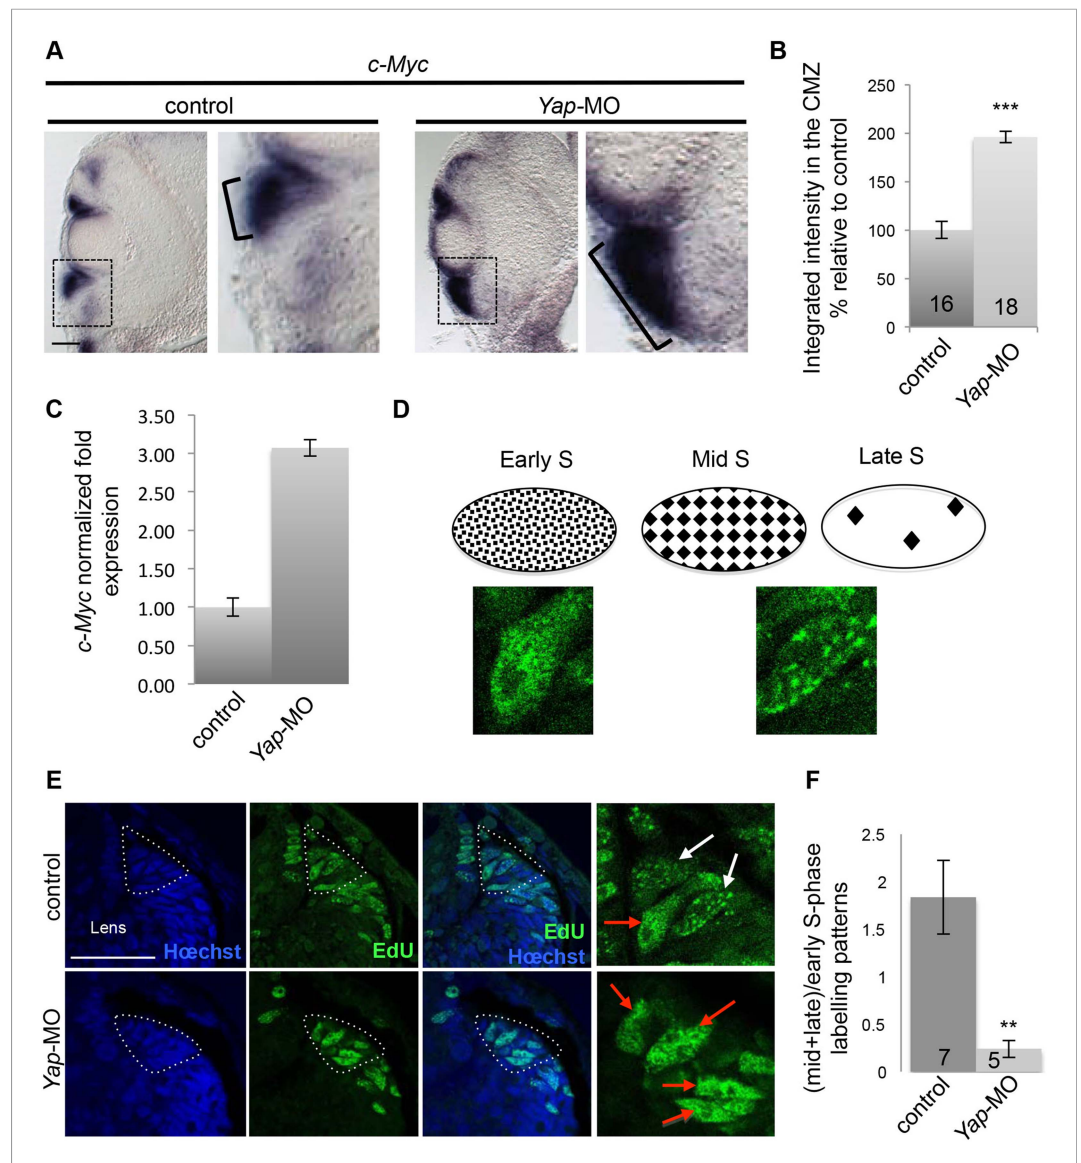 A
c-Myc
control
Yap-MO
B
Integrated intensity in the CMZ
% relative to control
250
200
150
100
50
0
***
16
18
control
Yap-MO
C
c-Myc normalized fold
expression
3.50
3.00
2.50
2.00
1.50
1.00
0.50
0.00
control
Yap-MO
D
Early S
Mid S
Late S
E
control
Lens
Hœchst
EdU
EdU
Hœchst
Yap-MO
F
(mid+late)/early S-phase
labelling patterns
2.5
2
1.5
1
0.5
0
**
7
5
control
Yap-MO